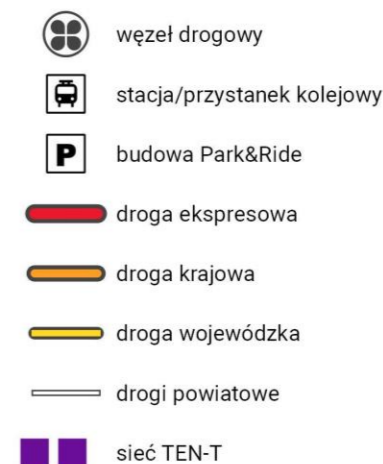 węzeł drogowy
stacja/przystanek kolejowy
P
budowa Park&Ride
droga ekspresowa
droga krajowa
droga wojewódzka
drogi powiatowe
sieć TEN-T